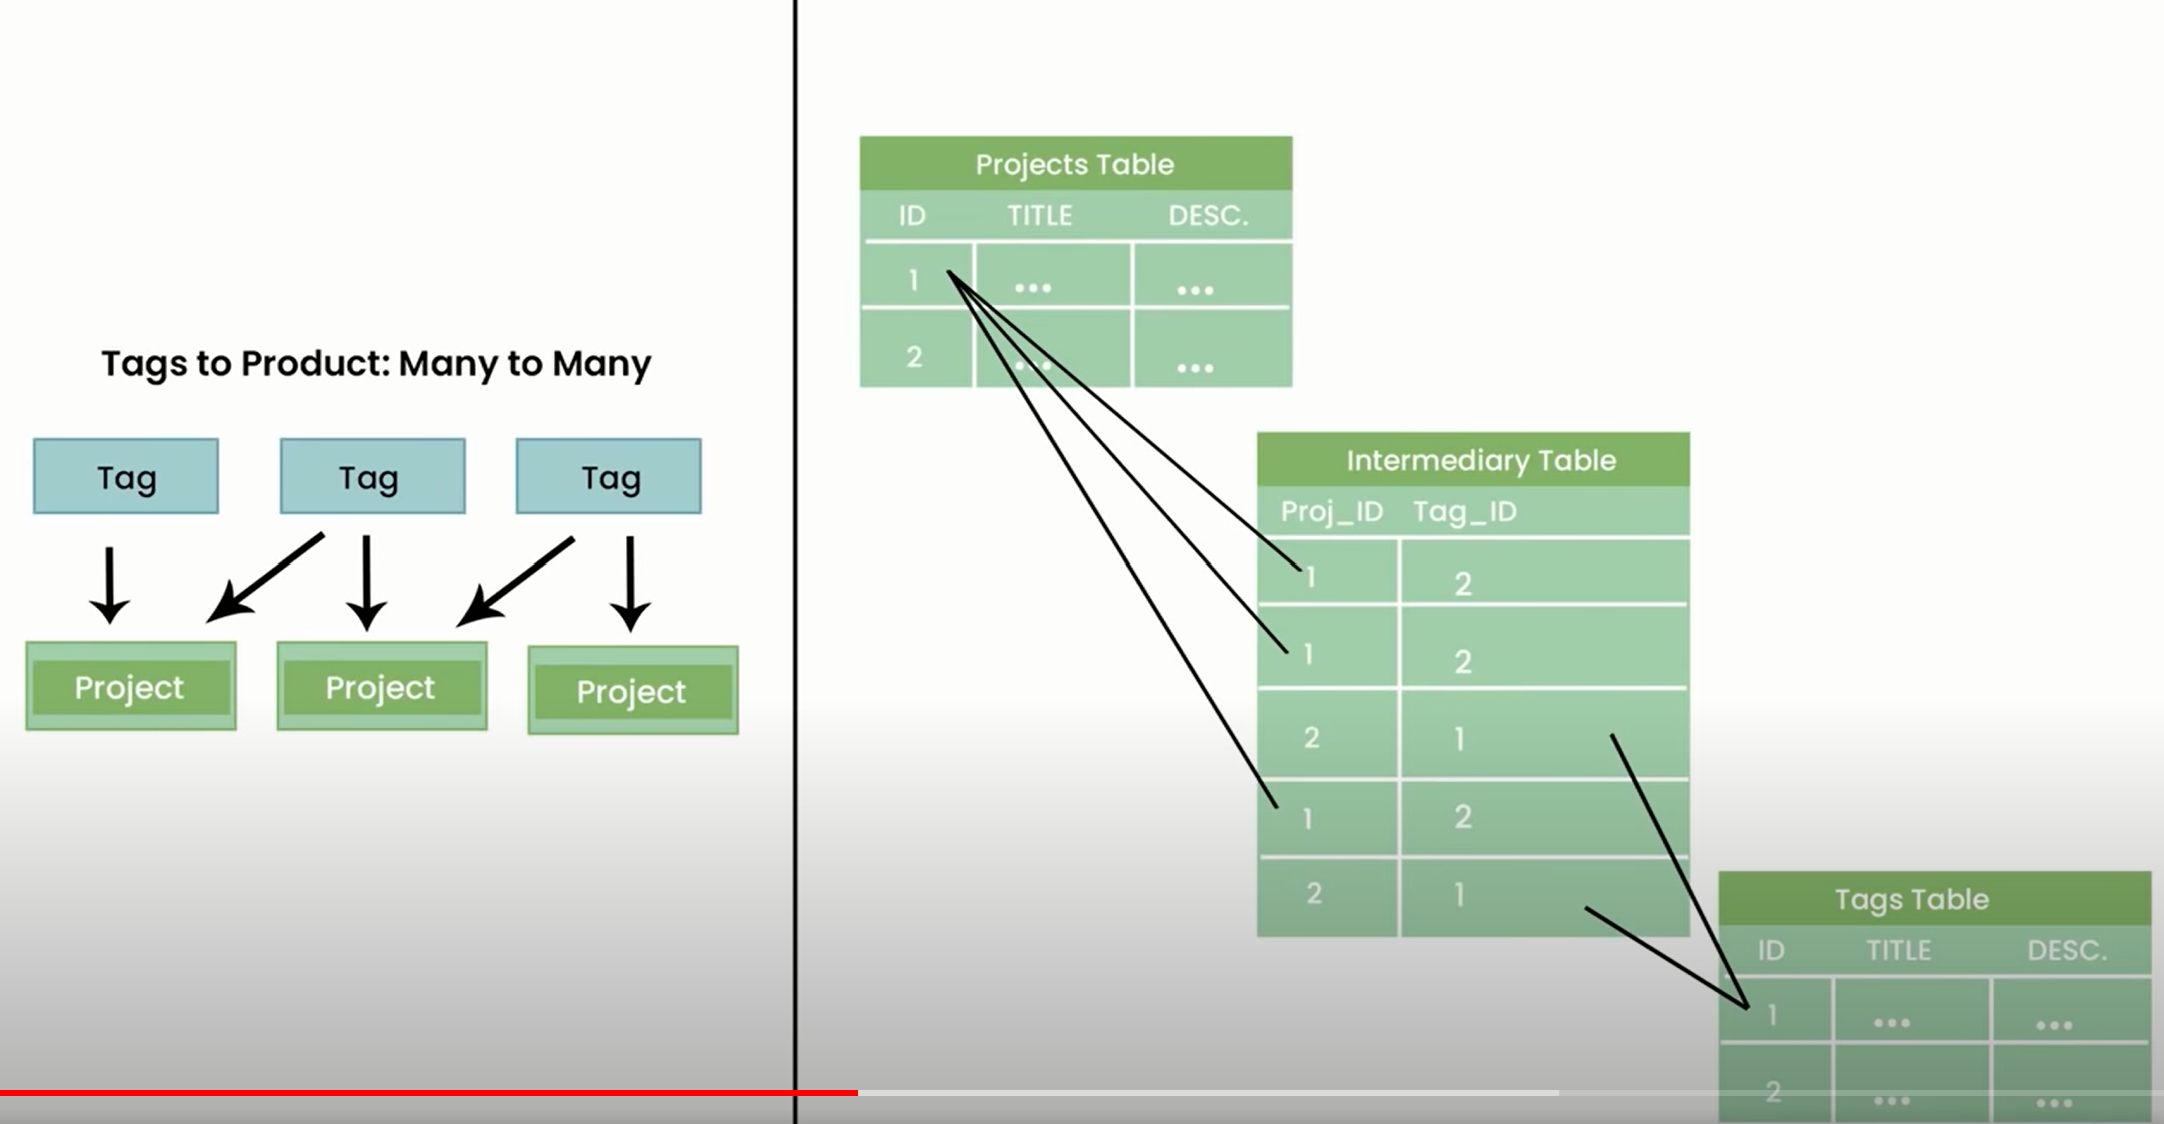 Tags to Product: Many to Many
Tag Tag Tag
Project Project Project
Projects Table
ID TITLE DESC.
1 ... ...
2 ... ...
Intermediary Table
Proj_ID Tag_ID
1 2
1 2
2 1
1 2
2 1
Tags Table
ID TITLE DESC.
1 ... ...
2 ... ...